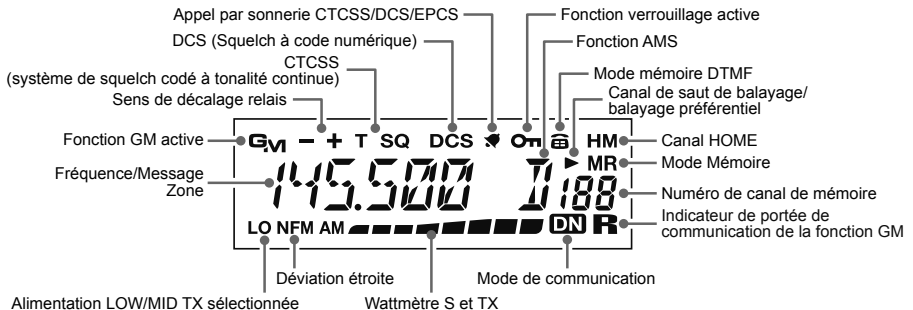 Appel par sonnerie CTCSS/DCS/EPCS
Fonction verrouillage active
DCS (Squelch à code numérique)
Fonction AMS
CTCSS
(système de squelch codé à tonalité continue)
Mode mémoire DTMF
Sens de décalage relais
Canal de saut de balayage/
balayage préférentiel
Fonction GM active
GM - + T SQ DCS HM
Canal HOME
MR
Mode Mémoire
Fréquence/Message
Zone
145.500 D 188
Numéro de canal de mémoire
LO NFM AM DN R
Indicateur de portée de
communication de la fonction GM
Déviation étroite
Mode de communication
Alimentation LOW/MID TX sélectionnée
Wattmètre S et TX